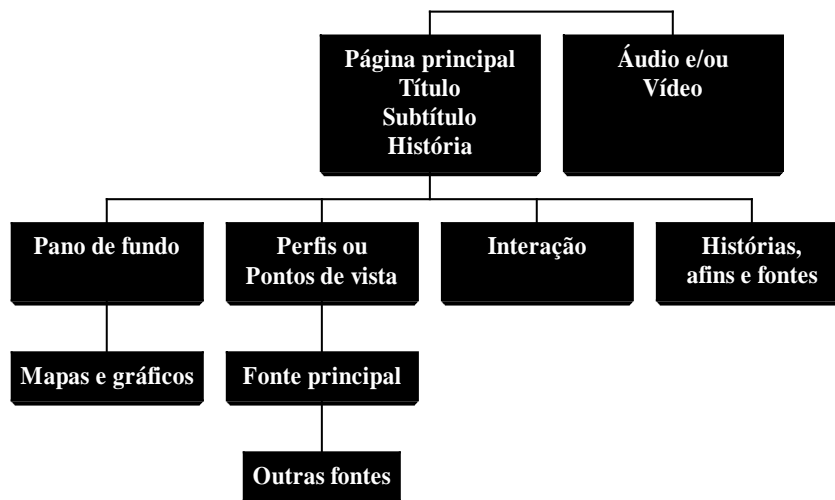 Página principal
Título
Subtítulo
História
Áudio e/ou
Vídeo
Pano de fundo
Perfis ou
Pontos de vista
Interação
Histórias,
afins e fontes
Mapas e gráficos
Fonte principal
Outras fontes